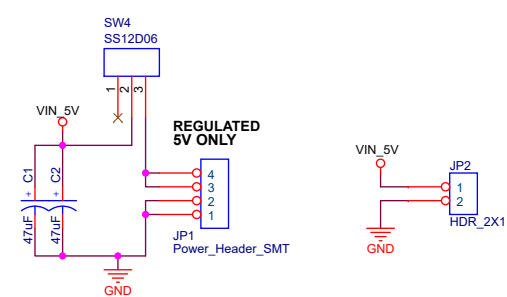 SW4
SS12D06
1
2
3
VIN_5V
REGULATED
5V ONLY
C1
C2
+
+
47uF
47uF
4
3
2
1
JP1
Power_Header_SMT
GND
VIN_5V
JP2
1
2
HDR_2X1
GND